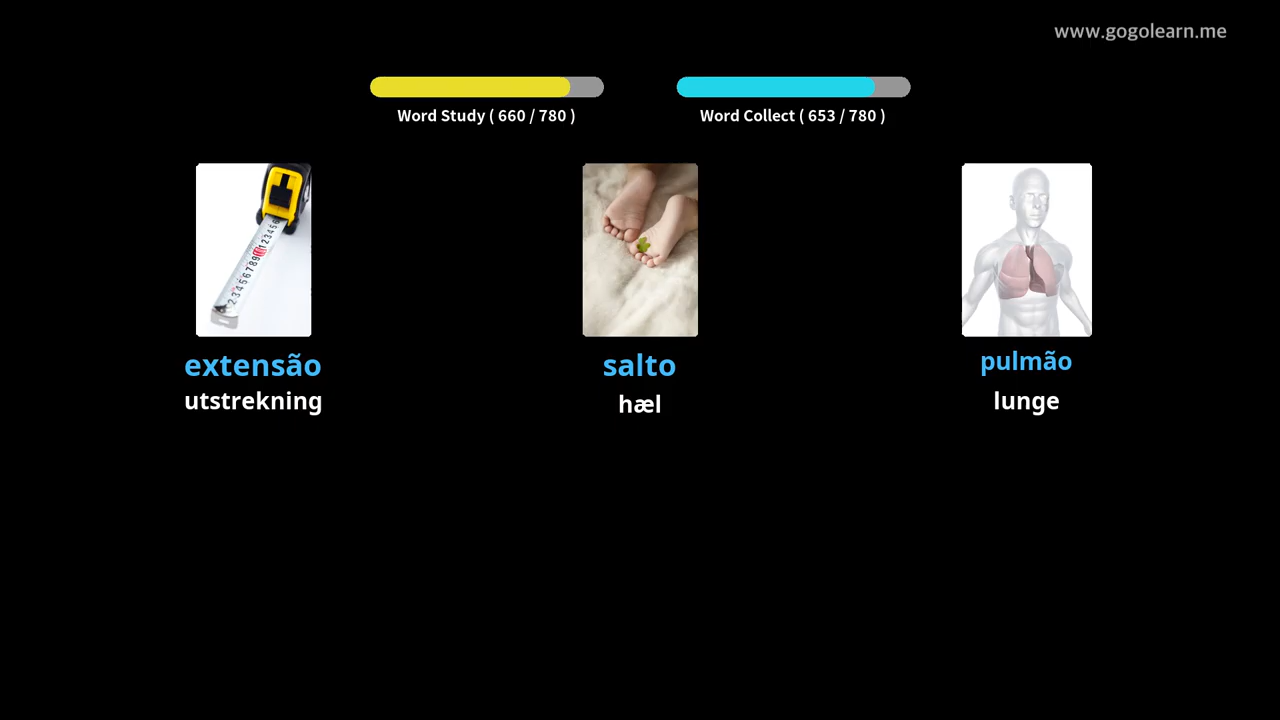 www.gogolearn.me
Word Study ( 660 / 780 )
Word Collect ( 653 / 780 )
extensão
utstrekning
salto
hæl
pulmão
lunge